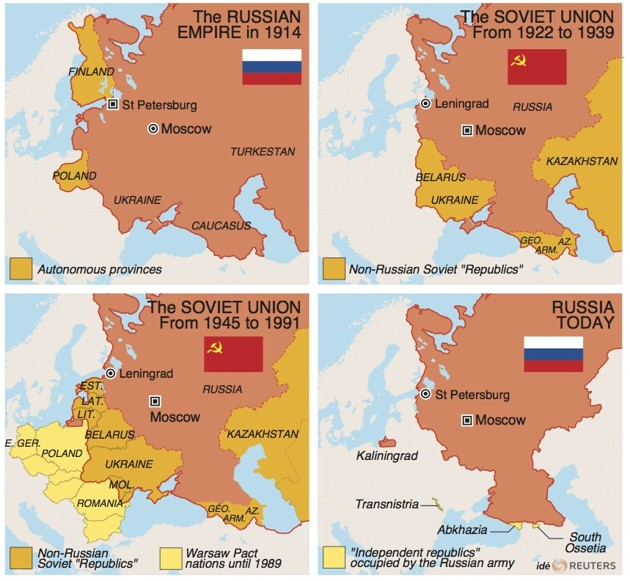 The RUSSIAN
EMPIRE in 1914
FINLAND
St Petersburg
Moscow
TURKESTAN
POLAND
UKRAINE
CAUCASUS
Autonomous provinces
The SOVIET UNION
From 1922 to 1939
Leningrad
RUSSIA
Moscow
KAZAKHSTAN
BELARUS
UKRAINE
GEO.
AZ.
ARM.
Non-Russian Soviet "Republics"
The SOVIET UNION
From 1945 to 1991
Leningrad
EST.
RUSSIA
LAT.
LIT.
Moscow
E. GER.
BELARUS
KAZAKHSTAN
POLAND
UKRAINE
MOL.
ROMANIA
GÉO.
AZ.
ARM.
Non-Russian
Soviet "Republics"
Warsaw Pact
nations until 1989
RUSSIA
TODAY
St Petersburg
Moscow
Kaliningrad
Transnistria
Abkhazia
South
Ossetia
"Independent republics"
occupied by the Russian army
idé REUTERS